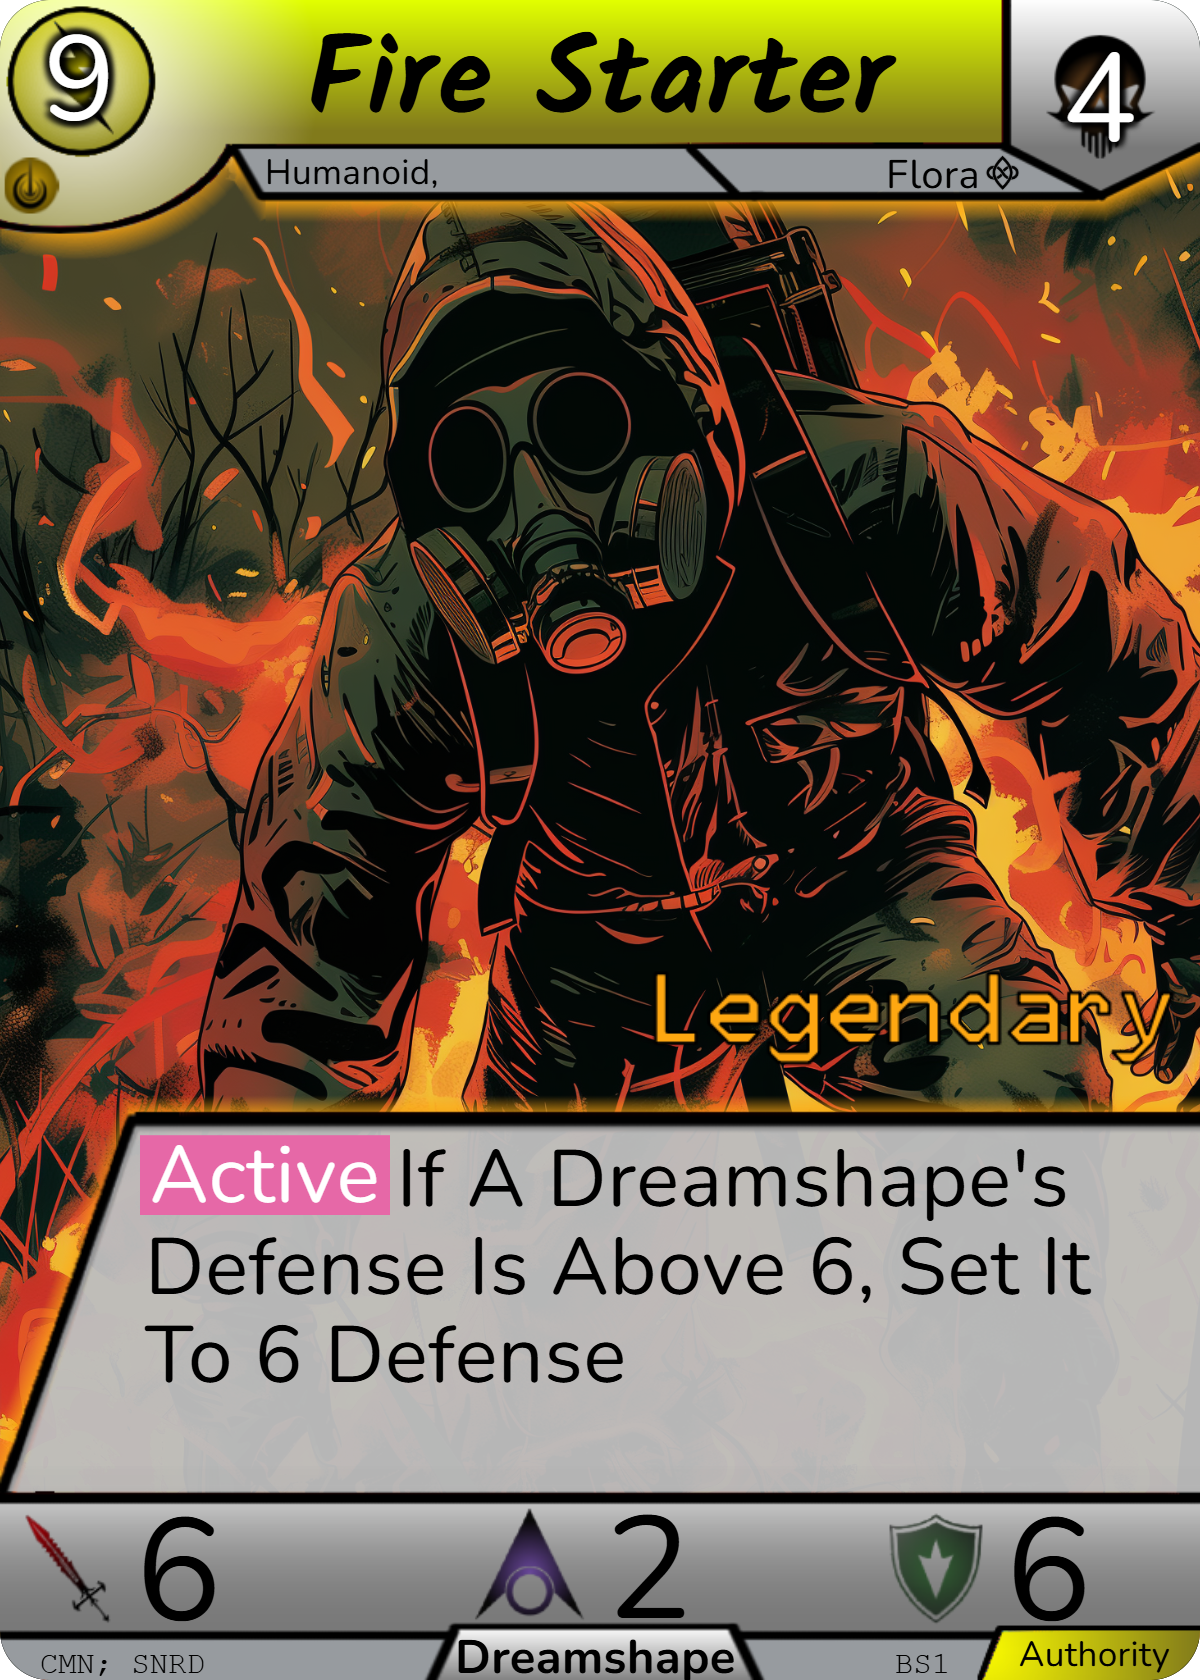 9
Fire Starter
4
Humanoid,
Flora
Legendary
Active If A Dreamshape's
Defense Is Above 6, Set It
To 6 Defense
6
2
6
CMN; SNRD
Dreamshape
BS1
Authority